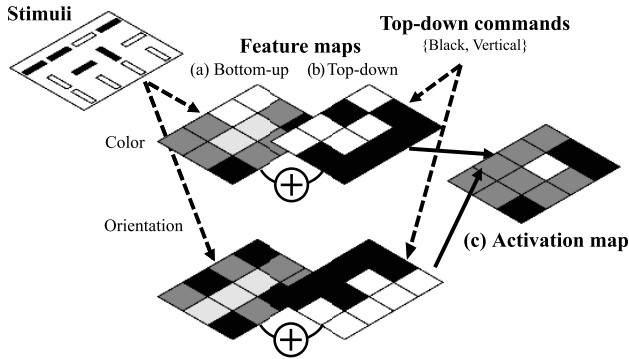 Stimuli
Top-down commands
{Black, Vertical}
Feature maps
(a) Bottom-up (b) Top-down
Color
Orientation
(c) Activation map